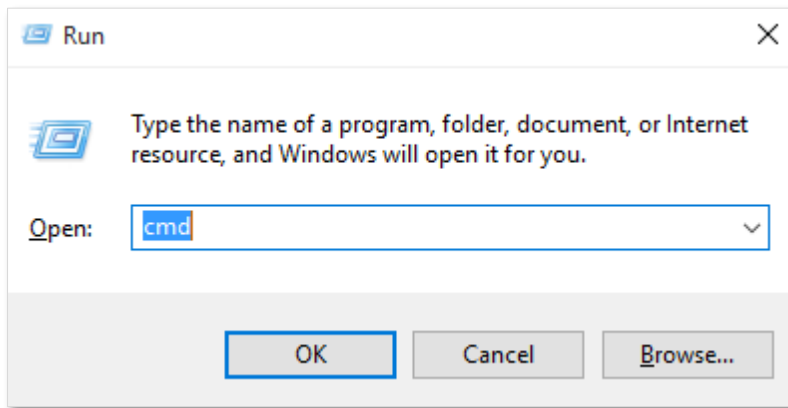 Run
Type the name of a program, folder, document, or Internet
resource, and Windows will open it for you.
Open: cmd
OK Cancel Browse...